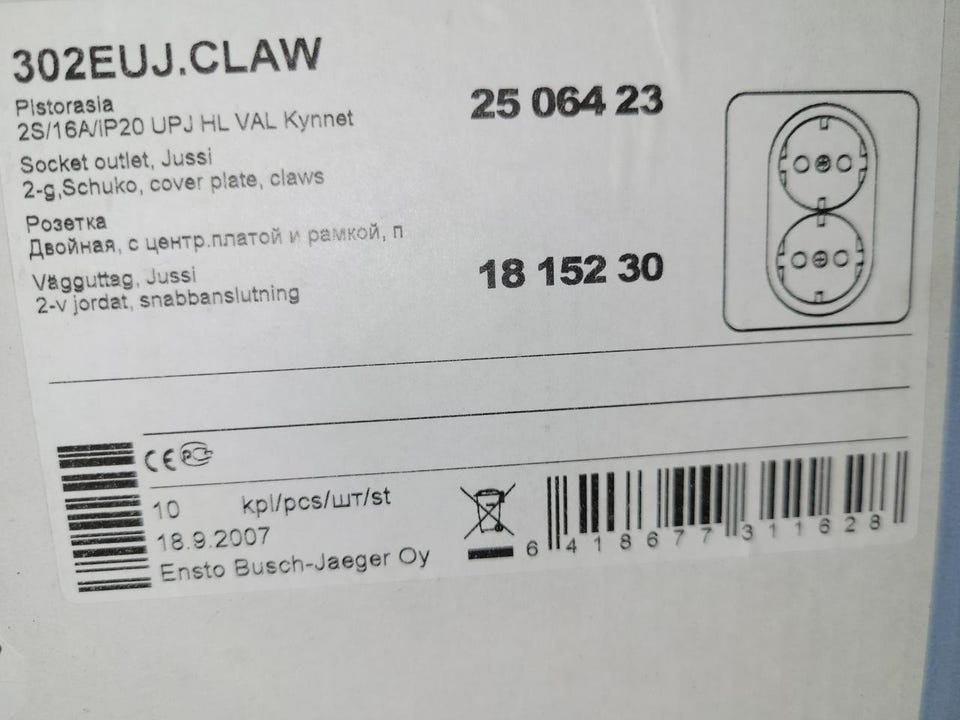 302EUJ.CLAW
Pistorasia
2S/16A/IP20 UPJ HL VAL Kynnet
25 064 23
Socket outlet, Jussi
2-g,Schuko, cover plate, claws
Розетка
Двойная, с центр.платой и рамкой, п
Vägguttag, Jussi
2-v jordat, snabbanslutning
18 152 30
CE PC
10 kpl/pcs/шт/st
18.9.2007
Ensto Busch-Jaeger Oy
6 418677 311628